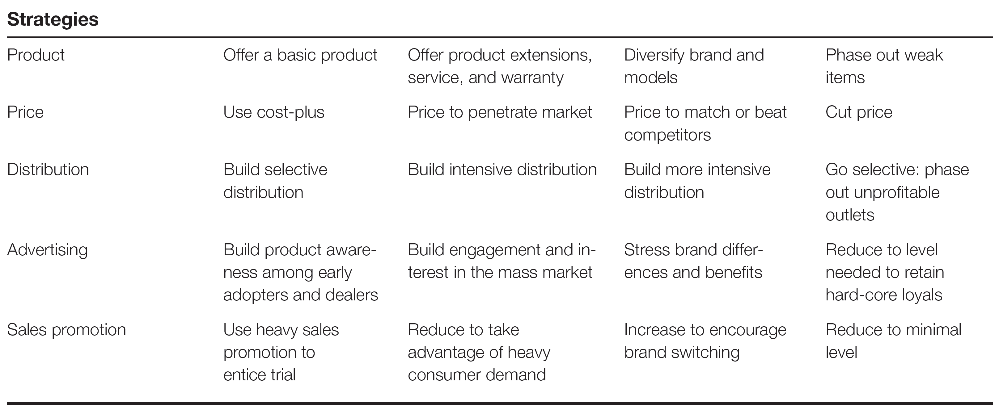 Strategies
Product
Offer a basic product
Offer product extensions,
service, and warranty
Diversify brand and
models
Phase out weak
items
Price
Use cost-plus
Price to penetrate market
Price to match or beat
competitors
Cut price
Distribution
Build selective
distribution
Build intensive distribution
Build more intensive
distribution
Go selective: phase
out unprofitable
outlets
Advertising
Build product aware-
ness among early
adopters and dealers
Build engagement and in-
terest in the mass market
Stress brand differ-
ences and benefits
Reduce to level
needed to retain
hard-core loyals
Sales promotion
Use heavy sales
promotion to
entice trial
Reduce to take
advantage of heavy
consumer demand
Increase to encourage
brand switching
Reduce to minimal
level